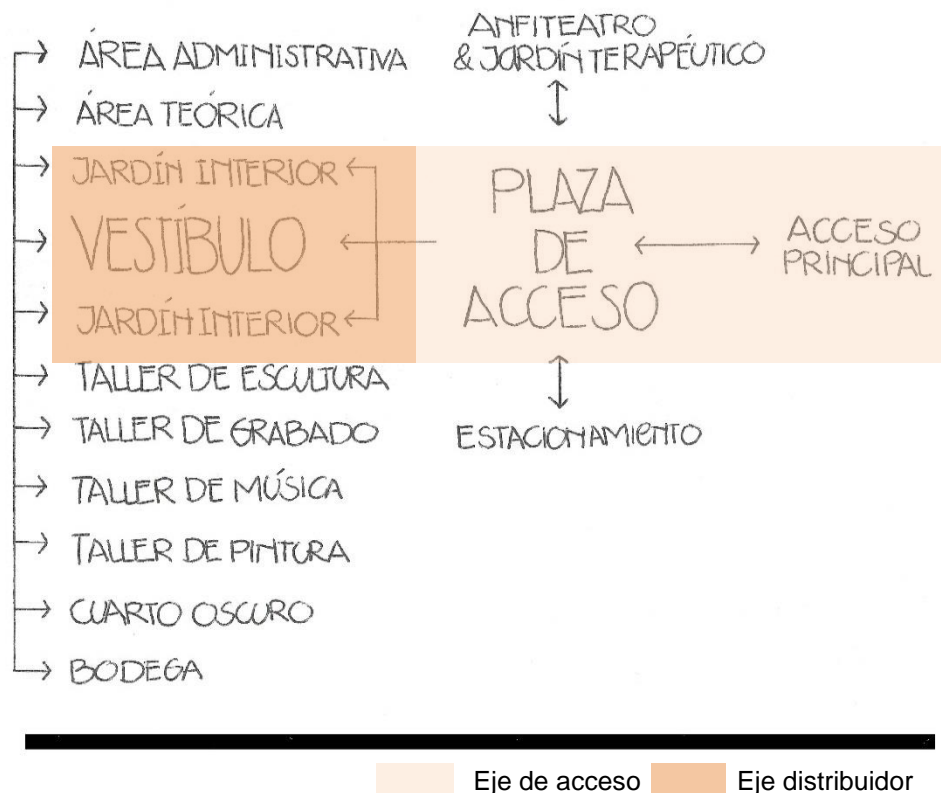 ÁREA ADMINISTRATIVA
ÁREA TEÓRICA
JARDÍN INTERIOR
VESTÍBULO
JARDÍN INTERIOR
TALLER DE ESCULTURA
TALLER DE GRABADO
TALLER DE MÚSICA
TALLER DE PINTURA
CUARTO OSCURO
BODEGA
ANFITEATRO
& JARDÍN TERAPÉUTICO
PLAZA
DE
ACCESO
ACCESO
PRINCIPAL
ESTACIONAMIENTO
Eje de acceso
Eje distribuidor